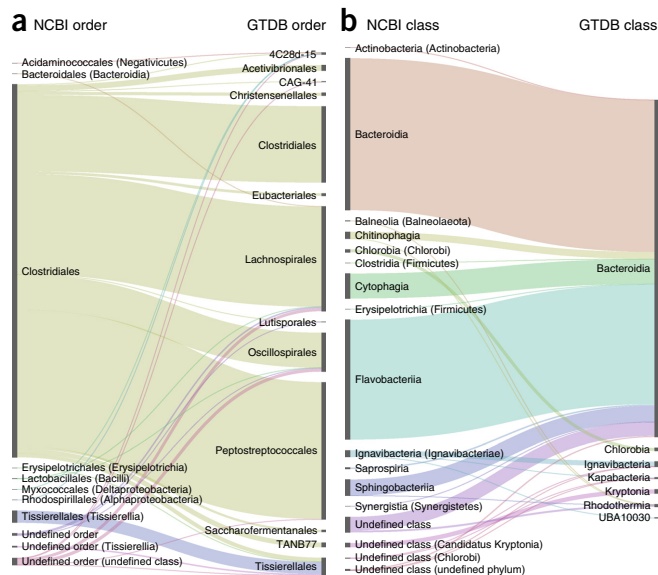 a NCBI order GTDB order
4C28d-15
Acidaminococcales (Negativicutes)
Acetivibrionales
Bacteroidales (Bacteroidia)
CAG-41
Christensenellales
Clostridiales
Eubacteriales
Lachnospirales
Clostridiales
Lutisporales
Oscillospirales
Peptostreptococcales
Erysipelotrichales (Erysipelotrichia)
Lactobacillales (Bacilli)
Myxococcales (Deltaproteobacteria)
Rhodospirillales (Alphaproteobacteria)
Tissierellales (Tissierellia)
Saccharofermentanales
Undefined order
TANB77
Undefined order (Tissierellia)
Undefined order (undefined class)
Tissierellales
b NCBI class GTDB class
Actinobacteria (Actinobacteria)
Bacteroidia
Balneolia (Balneolaeota)
Chitinophagia
Chlorobia (Chlorobi)
Clostridia (Firmicutes)
Bacteroidia
Cytophagia
Erysipelotrichia (Firmicutes)
Flavobacteriia
Chlorobia
Ignavibacteria (Ignavibacteriae)
Ignavibacteria
Saprospiria
Kapabacteria
Sphingobacteriia
Kryptonia
Synergistia (Synergistetes)
Rhodothermia
UBA10030
Undefined class
Undefined class (Candidatus Kryptonia)
Undefined class (Chlorobi)
Undefined class (undefined phylum)